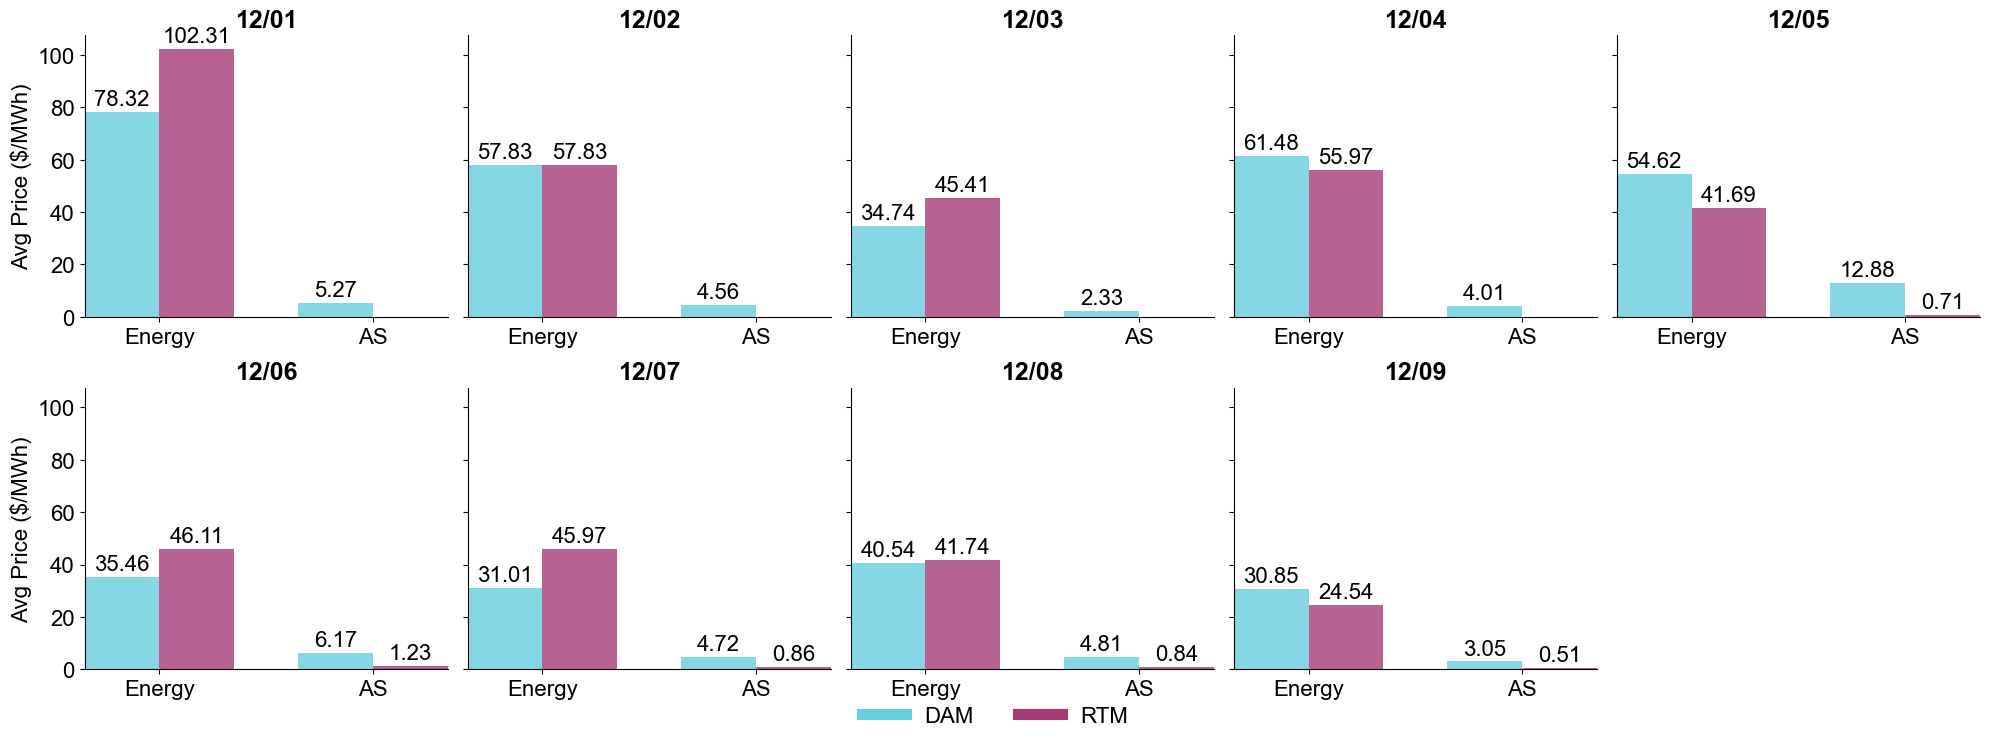 12/01 12/02 12/03 12/04 12/05
Avg Price ($/MWh)
100
80
60
40
20
0
78.32 102.31 5.27
57.83 57.83 4.56
34.74 45.41 2.33
61.48 55.97 4.01
54.62 41.69 12.88 0.71
Energy AS Energy AS Energy AS Energy AS Energy AS
12/06 12/07 12/08 12/09
Avg Price ($/MWh)
100
80
60
40
20
0
35.46 46.11 6.17 1.23
31.01 45.97 4.72 0.86
40.54 41.74 4.81 0.84
30.85 24.54 3.05 0.51
Energy AS Energy AS Energy AS Energy AS
DAM RTM